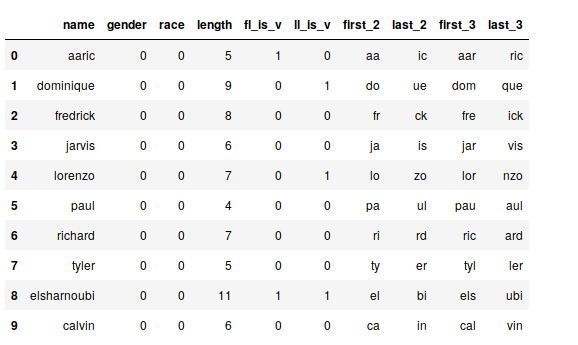 name gender race length fl_is_v ll_is_v first_2 last_2 first_3 last_3
0 aaric 0 0 5 1 0 aa ic aar ric
1 dominique 0 0 9 0 1 do ue dom que
2 fredrick 0 0 8 0 0 fr ck fre ick
3 jarvis 0 0 6 0 0 ja is jar vis
4 lorenzo 0 0 7 0 1 lo zo lor nzo
5 paul 0 0 4 0 0 pa ul pau aul
6 richard 0 0 7 0 0 ri rd ric ard
7 tyler 0 0 5 0 0 ty er tyl ler
8 elsharnoubi 0 0 11 1 1 el bi els ubi
9 calvin 0 0 6 0 0 ca in cal vin